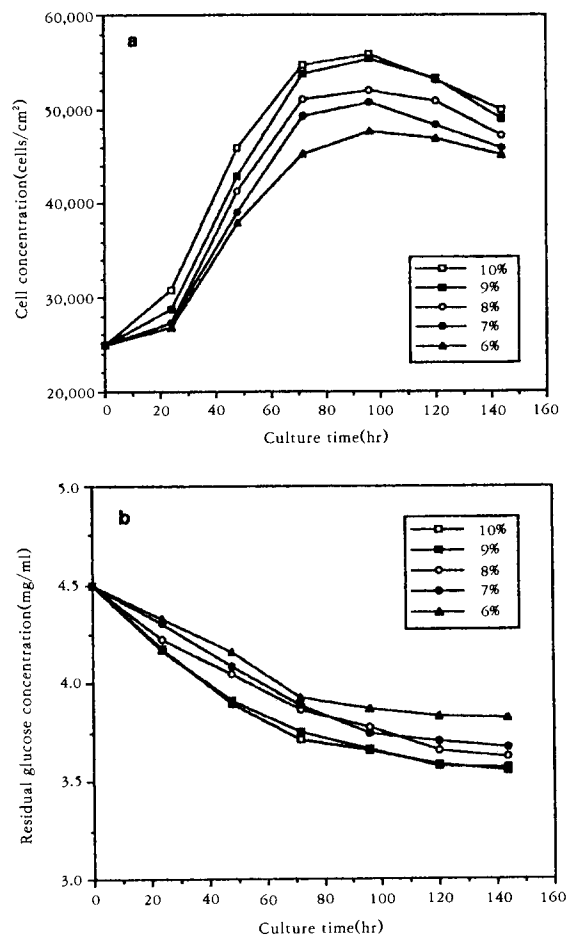 a
60,000
50,000
40,000
30,000
20,000
Cell concentration(cells/cm²)
10%
9%
8%
7%
6%
0 20 40 60 80 100 120 140 160
Culture time(hr)
b
5.0
4.5
4.0
3.5
3.0
Residual glucose concentration(mg/ml)
10%
9%
8%
7%
6%
0 20 40 60 80 100 120 140 160
Culture time(hr)